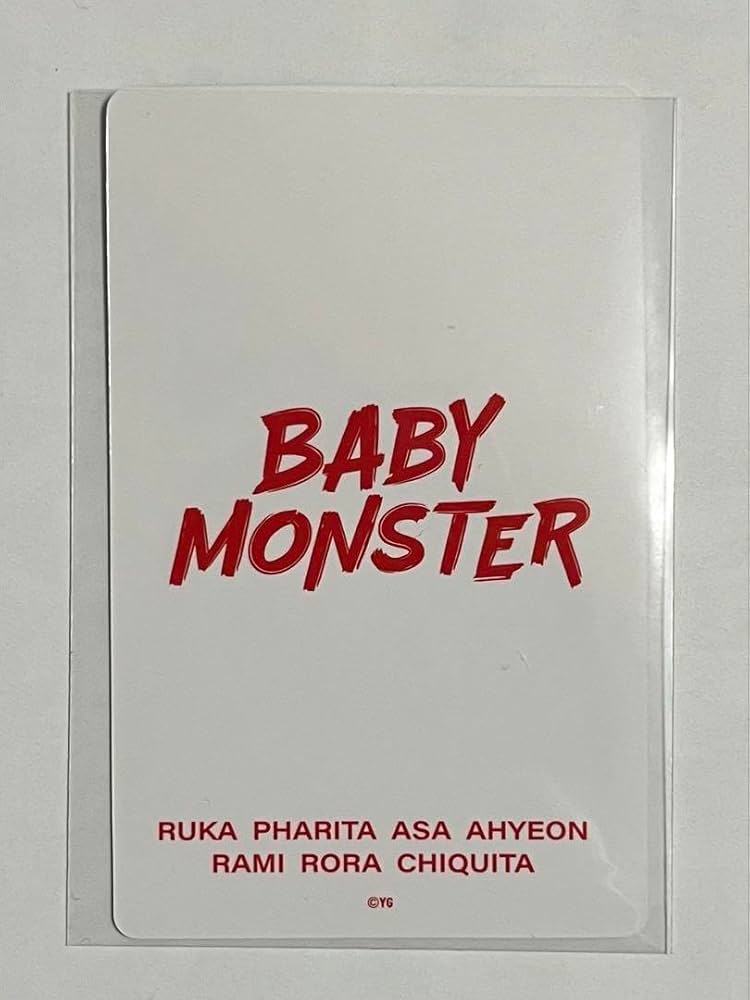 BABY
MONSTER
RUKA PHARITA ASA AHYEON
RAMI RORA CHIQUITA
©YG